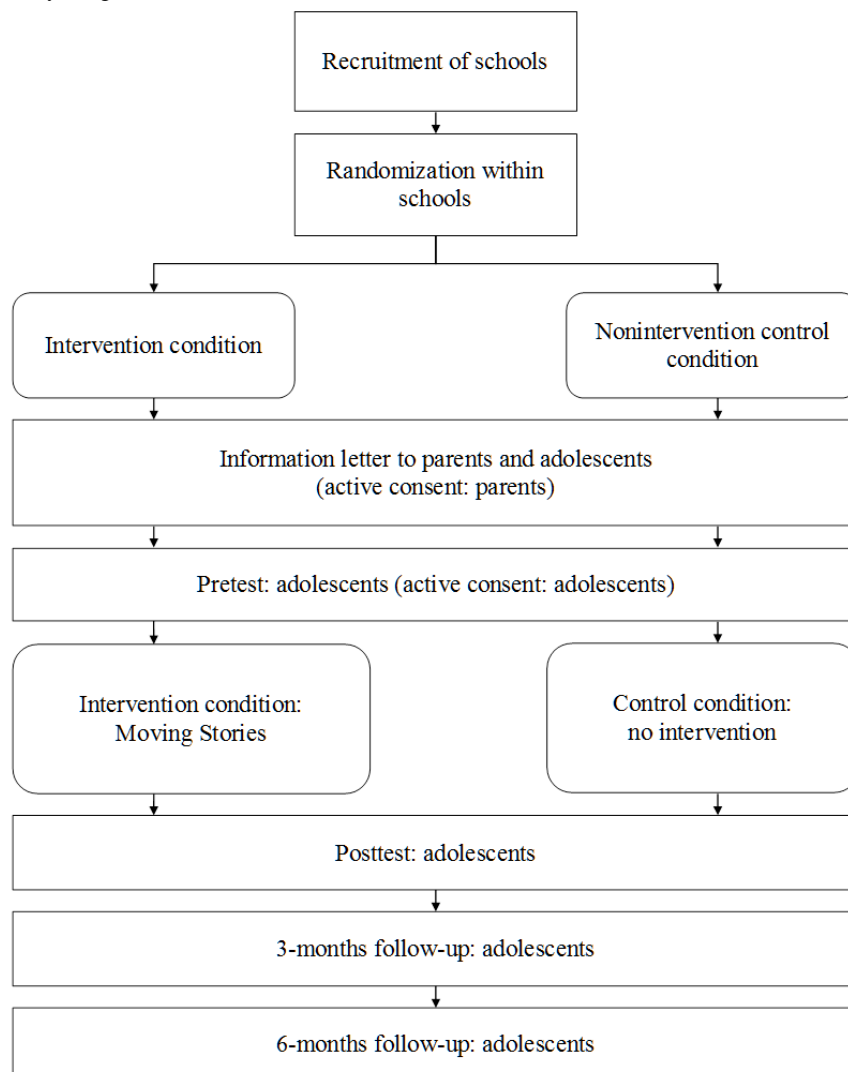 Recruitment of schools
Randomization within
schools
Intervention condition
Nonintervention control
condition
Information letter to parents and adolescents
(active consent: parents)
Pretest: adolescents (active consent: adolescents)
Intervention condition:
Moving Stories
Control condition:
no intervention
Posttest: adolescents
3-months follow-up: adolescents
6-months follow-up: adolescents